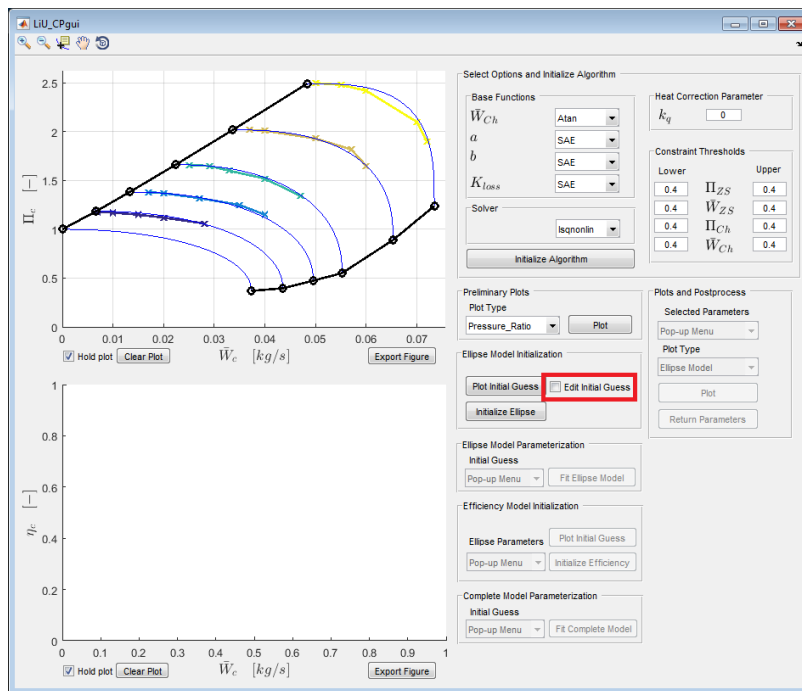 LiU_CPgui
2.5
2
1.5
1
0.5
0
Π_c [−]
0
0.01
0.02
0.03
0.04
0.05
0.06
0.07
Hold plot
Clear Plot
W̄_c [kg/s]
Export Figure
1
0.8
0.6
0.4
0.2
0
η_c [−]
0
0.1
0.2
0.3
0.4
0.5
0.6
0.7
0.8
0.9
1
Hold plot
Clear Plot
W̄_c [kg/s]
Export Figure
Select Options and Initialize Algorithm
Base Functions
W̄_Ch Atan
a SAE
b SAE
K_loss SAE
Solver
lsqnonlin
Initialize Algorithm
Heat Correction Parameter
k_q 0
Constraint Thresholds
Lower Upper
0.4 Π_ZS 0.4
0.4 W̄_ZS 0.4
0.4 Π_Ch 0.4
0.4 W̄_Ch 0.4
Preliminary Plots
Plot Type
Pressure_Ratio Plot
Ellipse Model Initialization
Plot Initial Guess Edit Initial Guess
Initialize Ellipse
Ellipse Model Parameterization
Initial Guess
Pop-up Menu Fit Ellipse Model
Efficiency Model Initialization
Plot Initial Guess
Ellipse Parameters
Pop-up Menu Initialize Efficiency
Complete Model Parameterization
Initial Guess
Pop-up Menu Fit Complete Model
Plots and Postprocess
Selected Parameters
Pop-up Menu
Plot Type
Ellipse Model
Plot
Return Parameters